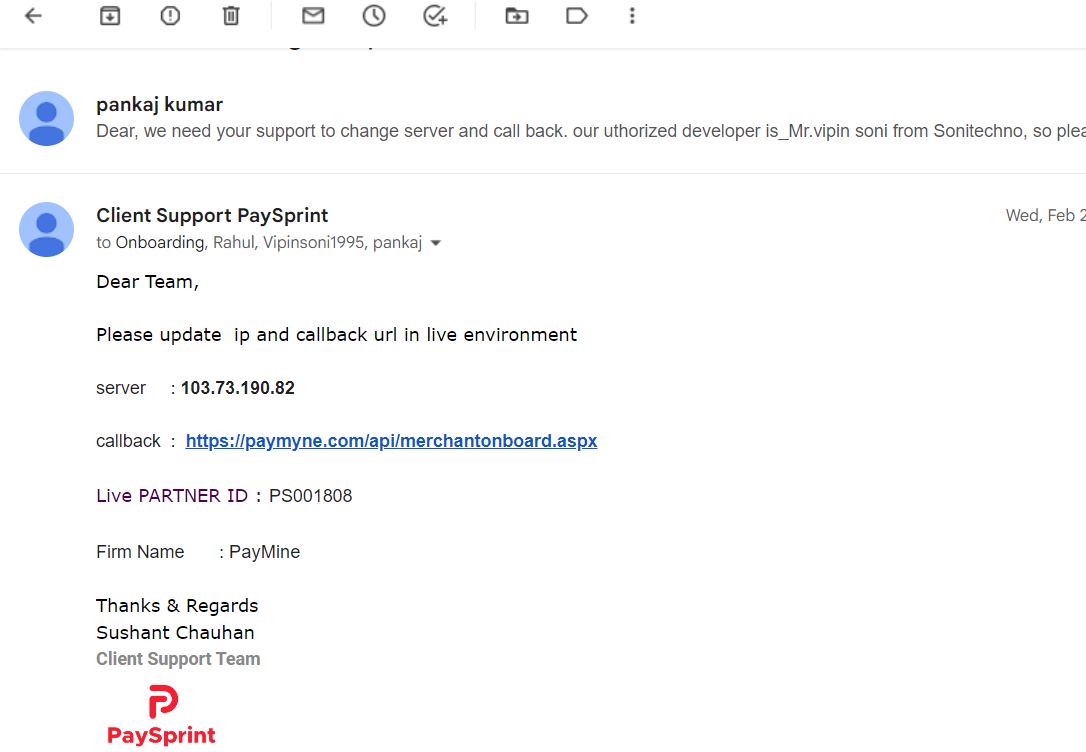 pankaj kumar
Dear, we need your support to change server and call back. our uthorized developer is_Mr.vipin soni from Sonitechno, so
Client Support PaySprint
Wed, Feb
to Onboarding, Rahul, Vipinsoni1995, pankaj
Dear Team,
Please update  ip and callback url in live environment
server : 103.73.190.82
callback : https://paymyne.com/api/merchantonboard.aspx
Live PARTNER ID : PS001808
Firm Name : PayMine
Thanks & Regards
Sushant Chauhan
Client Support Team
PaySprint